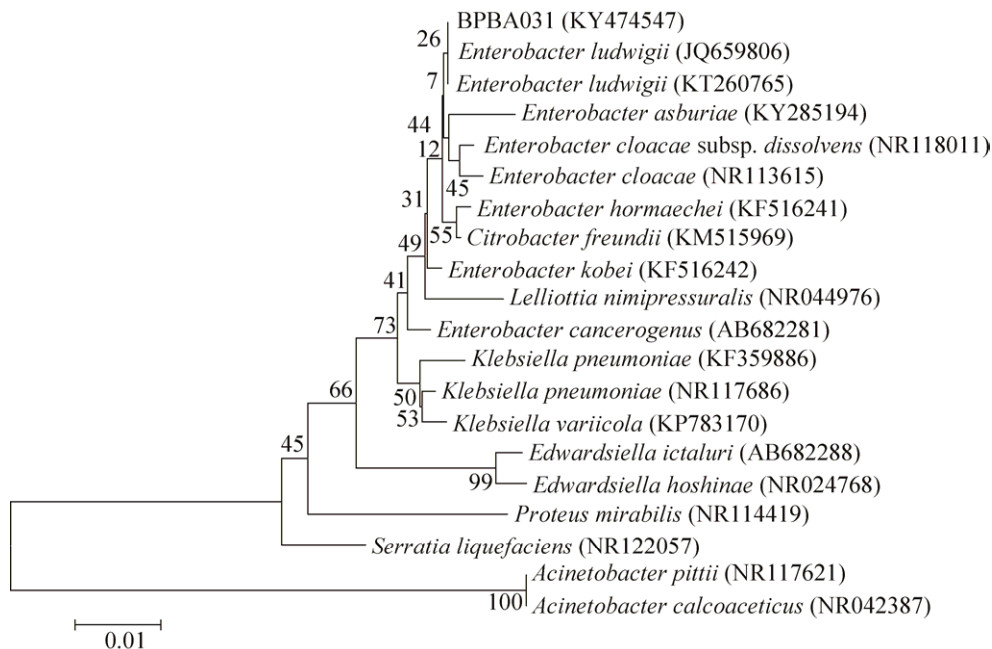 BPBA031 (KY474547)
26
Enterobacter ludwigii (JQ659806)
7
Enterobacter ludwigii (KT260765)
Enterobacter asburiae (KY285194)
44
12
Enterobacter cloacae subsp. dissolvens (NR118011)
Enterobacter cloacae (NR113615)
45
31
Enterobacter hormaechei (KF516241)
55
Citrobacter freundii (KM515969)
49
Enterobacter kobei (KF516242)
41
Lelliottia nimipressuralis (NR044976)
73
Enterobacter cancerogenus (AB682281)
Klebsiella pneumoniae (KF359886)
66
50
Klebsiella pneumoniae (NR117686)
53
Klebsiella variicola (KP783170)
45
Edwardsiella ictaluri (AB682288)
99
Edwardsiella hoshinae (NR024768)
Proteus mirabilis (NR114419)
Serratia liquefaciens (NR122057)
Acinetobacter pittii (NR117621)
100
Acinetobacter calcoaceticus (NR042387)
0.01